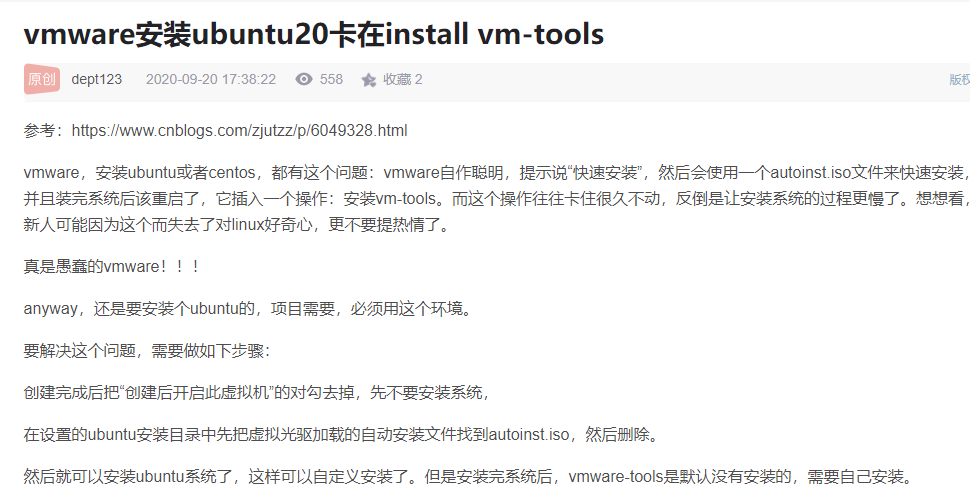 vmware安装ubuntu20卡在install vm-tools
原创 dept123 2020-09-20 17:38:22 558 收藏 2 版权
参考：https://www.cnblogs.com/zjutzz/p/6049328.html
vmware，安装ubuntu或者centos，都有这个问题：vmware自作聪明，提示说“快速安装”，然后会使用一个autoinst.iso文件来快速安装，
并且装完系统后该重启了，它插入一个操作：安装vm-tools。而这个操作往往卡住很久不动，反倒是让安装系统的过程更慢了。想想看，
新人可能因为这个而失去了对linux好奇心，更不要提热情了。
真是愚蠢的vmware！！！
anyway，还是要安装个ubuntu的，项目需要，必须用这个环境。
要解决这个问题，需要做如下步骤：
创建完成后把“创建后开启此虚拟机”的对勾去掉，先不要安装系统，
在设置的ubuntu安装目录中先把虚拟光驱加载的自动安装文件找到autoinst.iso，然后删除。
然后就可以安装ubuntu系统了，这样可以自定义安装了。但是安装完系统后，vmware-tools是默认没有安装的，需要自己安装。